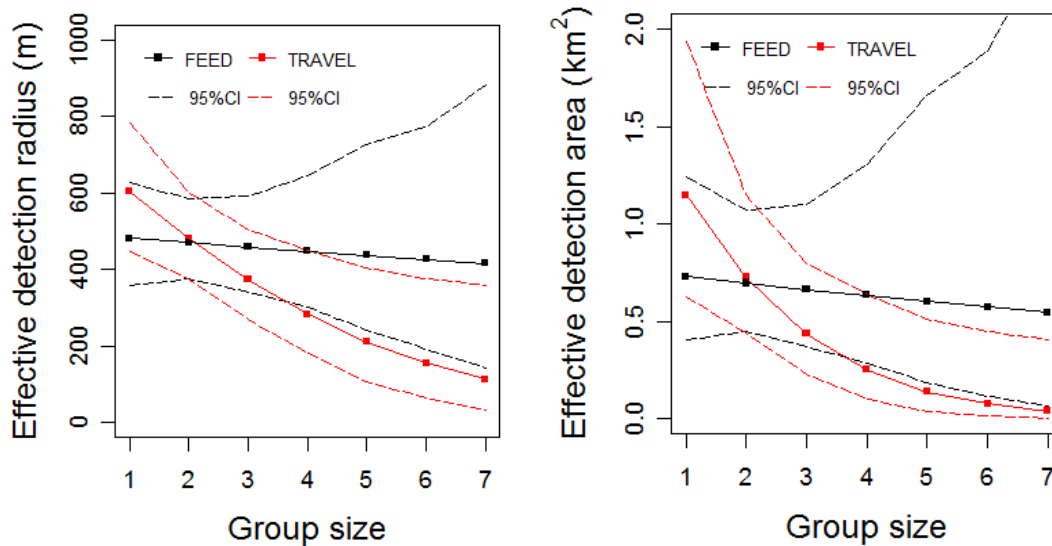 Effective detection radius (m)
1000
800
600
400
200
0
FEED TRAVEL
95%CI 95%CI
1 2 3 4 5 6 7
Group size
Effective detection area (km²)
2.0
1.5
1.0
0.5
0.0
FEED TRAVEL
95%CI 95%CI
1 2 3 4 5 6 7
Group size